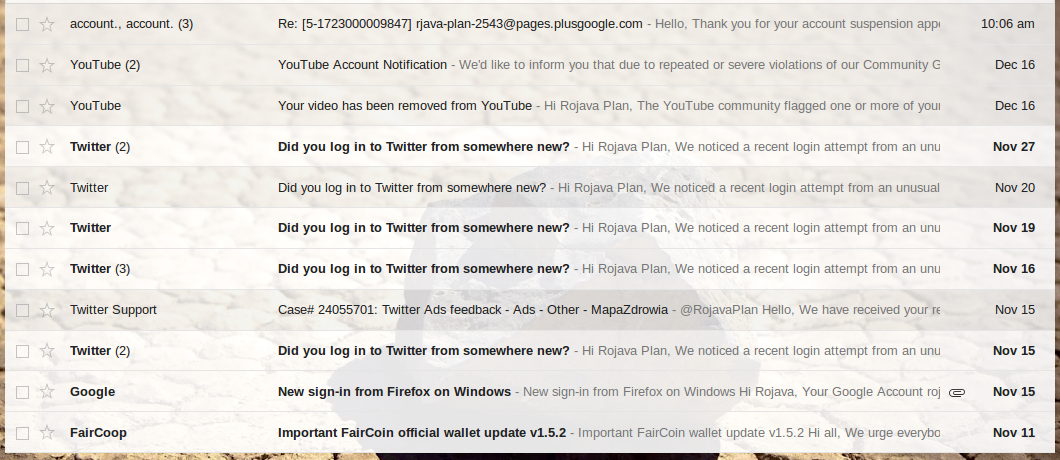 account., account. (3) Re: [5-1723000009847] rjava-plan-2543@pages.plusgoogle.com - Hello, Thank you for your account suspension appe 10:06 am
YouTube (2) YouTube Account Notification - We'd like to inform you that due to repeated or severe violations of our Community G Dec 16
YouTube Your video has been removed from YouTube - Hi Rojava Plan, The YouTube community flagged one or more of your Dec 16
Twitter (2) Did you log in to Twitter from somewhere new? - Hi Rojava Plan, We noticed a recent login attempt from an unu Nov 27
Twitter Did you log in to Twitter from somewhere new? - Hi Rojava Plan, We noticed a recent login attempt from an unusual Nov 20
Twitter Did you log in to Twitter from somewhere new? - Hi Rojava Plan, We noticed a recent login attempt from an unu Nov 19
Twitter (3) Did you log in to Twitter from somewhere new? - Hi Rojava Plan, We noticed a recent login attempt from an unu Nov 16
Twitter Support Case# 24055701: Twitter Ads feedback - Ads - Other - MapaZdrowia - @RojavaPlan Hello, We have received your re Nov 15
Twitter (2) Did you log in to Twitter from somewhere new? - Hi Rojava Plan, We noticed a recent login attempt from an unu Nov 15
Google New sign-in from Firefox on Windows - New sign-in from Firefox on Windows Hi Rojava, Your Google Account roj Nov 15
FairCoop Important FairCoin official wallet update v1.5.2 - Important FairCoin wallet update v1.5.2 Hi all, We urge everybo Nov 11